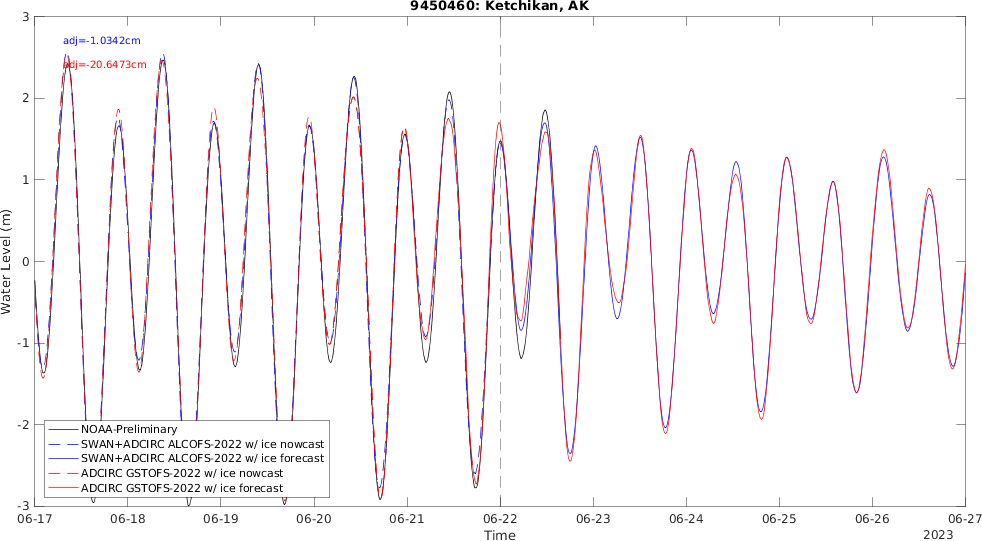 9450460: Ketchikan, AK
3
adj=-1.0342cm
adj=-20.6473cm
2
1
0
-1
-2
-3
Water Level (m)
NOAA-Preliminary
SWAN+ADCIRC ALCOFS-2022 w/ ice nowcast
SWAN+ADCIRC ALCOFS-2022 w/ ice forecast
ADCIRC GSTOFS-2022 w/ ice nowcast
ADCIRC GSTOFS-2022 w/ ice forecast
06-17 06-18 06-19 06-20 06-21 06-22 06-23 06-24 06-25 06-26 06-27
Time
2023